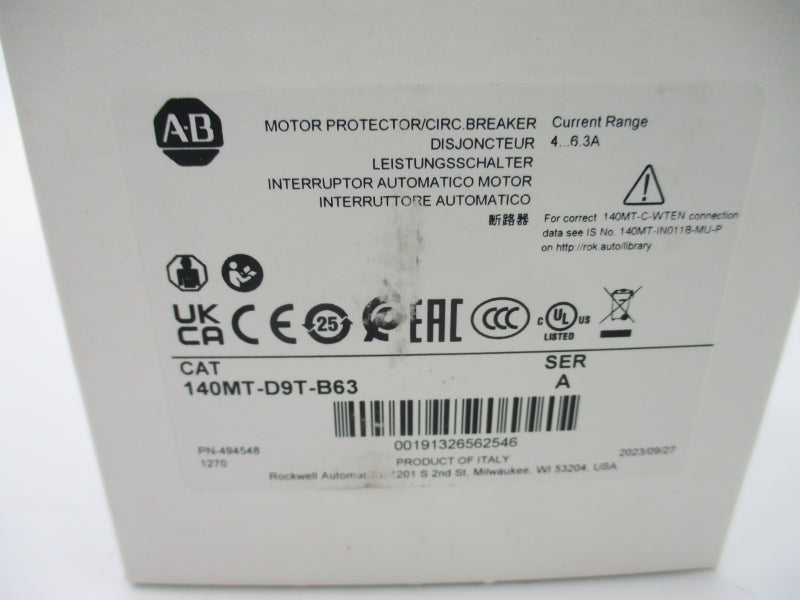 A-B
MOTOR PROTECTOR/CIRC.BREAKER
DISJONCTEUR
LEISTUNGSSCHALTER
INTERRUPTOR AUTOMATICO MOTOR
INTERRUTTORE AUTOMATICO
断路器
Current Range
4...6.3A
For correct 140MT-C-WTEN connection
data see IS No. 140MT-IN011B-MU-P
on http://rok.auto/library
UK
CA CE 25 EAC CCC c UL US
LISTED
CAT
140MT-D9T-B63
SER
A
00191326562546
PN-494548
1270
PRODUCT OF ITALY
2023/09/27
Rockwell 1201 S 2nd St, Milwaukee, WI 53204, USA